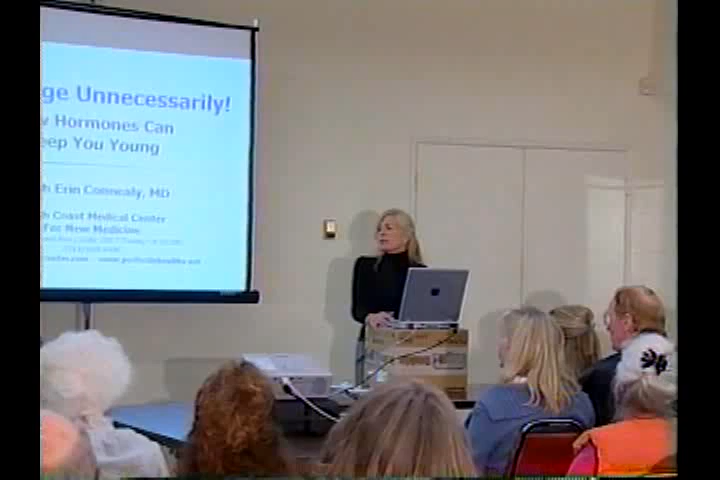 ge Unnecessarily!
Hormones Can
eep You Young
h Erin Connealy, MD
h Coast Medical Center
For New Medicine